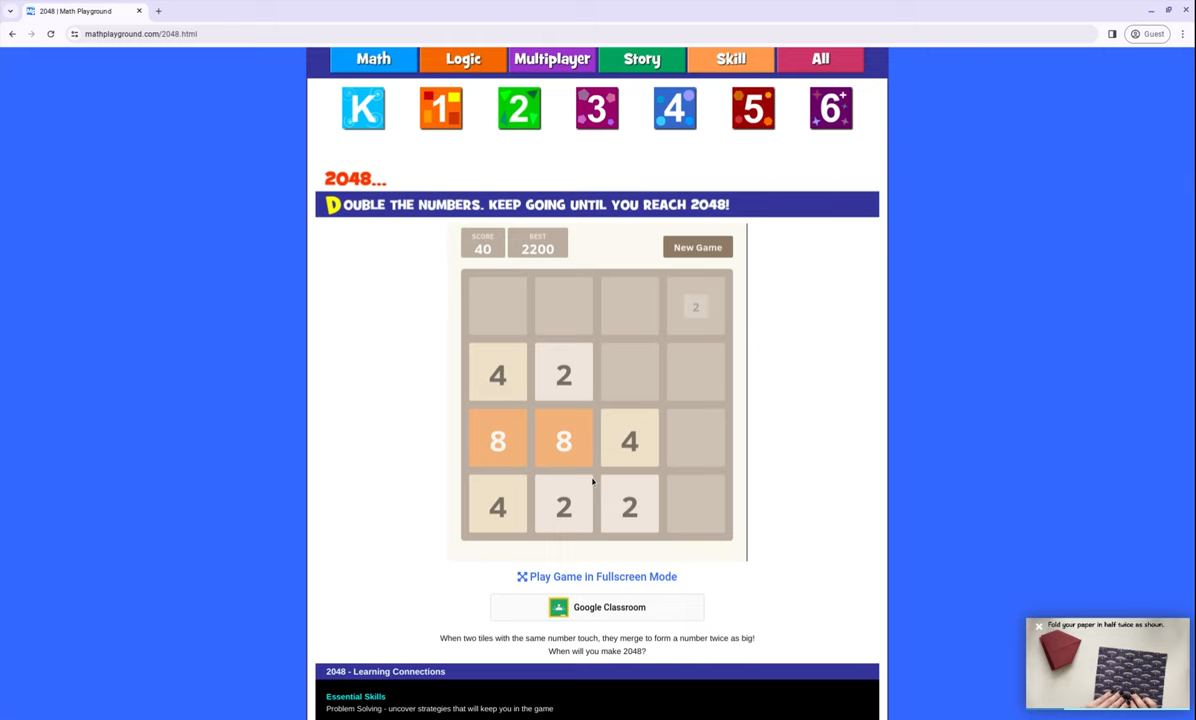 2048 | Math Playground
mathplayground.com/2048.html
Guest
Math Logic Multiplayer Story Skill All
K 1 2 3 4 5 6+
2048...
DOUBLE THE NUMBERS. KEEP GOING UNTIL YOU REACH 2048!
SCORE BEST
40 2200 New Game
2
4 2
8 8 4
4 2 2
Play Game in Fullscreen Mode
Google Classroom
When two tiles with the same number touch, they merge to form a number twice as big!
When will you make 2048?
Fold your paper in half twice as shown.
2048 - Learning Connections
Essential Skills
Problem Solving - uncover strategies that will keep you in the game